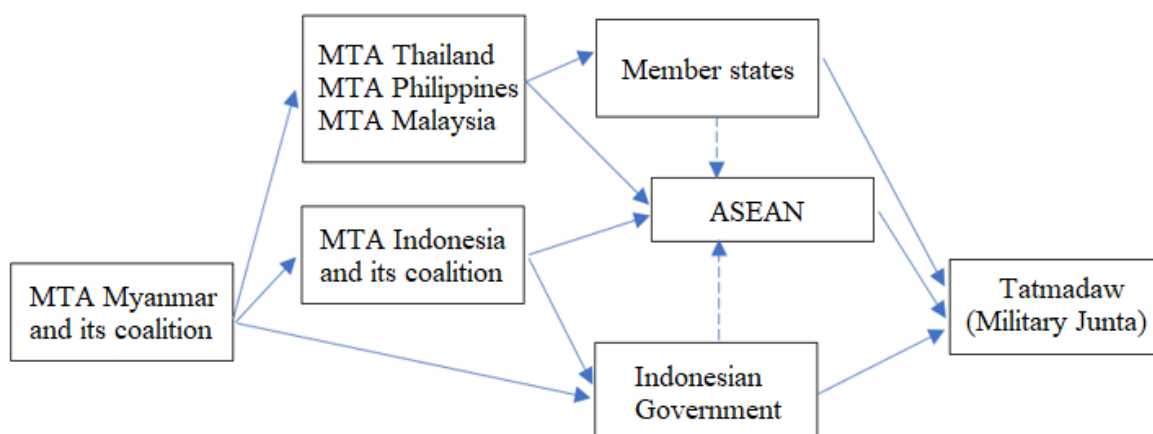 MTA Thailand
MTA Philippines
MTA Malaysia
Member states
ASEAN
MTA Indonesia
and its coalition
MTA Myanmar
and its coalition
Tatmadaw
(Military Junta)
Indonesian
Government